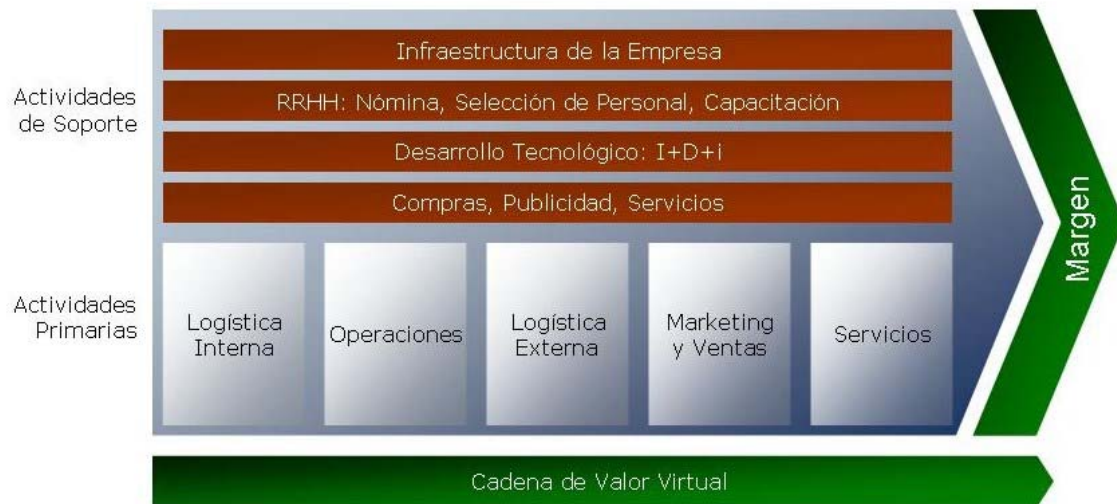 Infraestructura de la Empresa
Actividades
de Soporte
RRHH: Nómina, Selección de Personal, Capacitación
Desarrollo Tecnológico: I+D+i
Compras, Publicidad, Servicios
Margen
Actividades
Primarias
Logística
Interna
Operaciones
Logística
Externa
Marketing
y Ventas
Servicios
Cadena de Valor Virtual